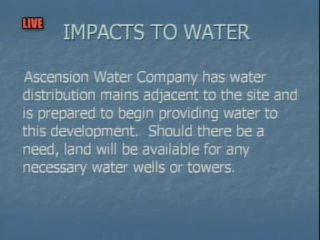 LIVE
IMPACTS TO WATER
Ascension Water Company has water
distribution mains adjacent to the site and
is prepared to begin providing water to
this development. Should there be a
need, land will be available for any
necessary water wells or towers.